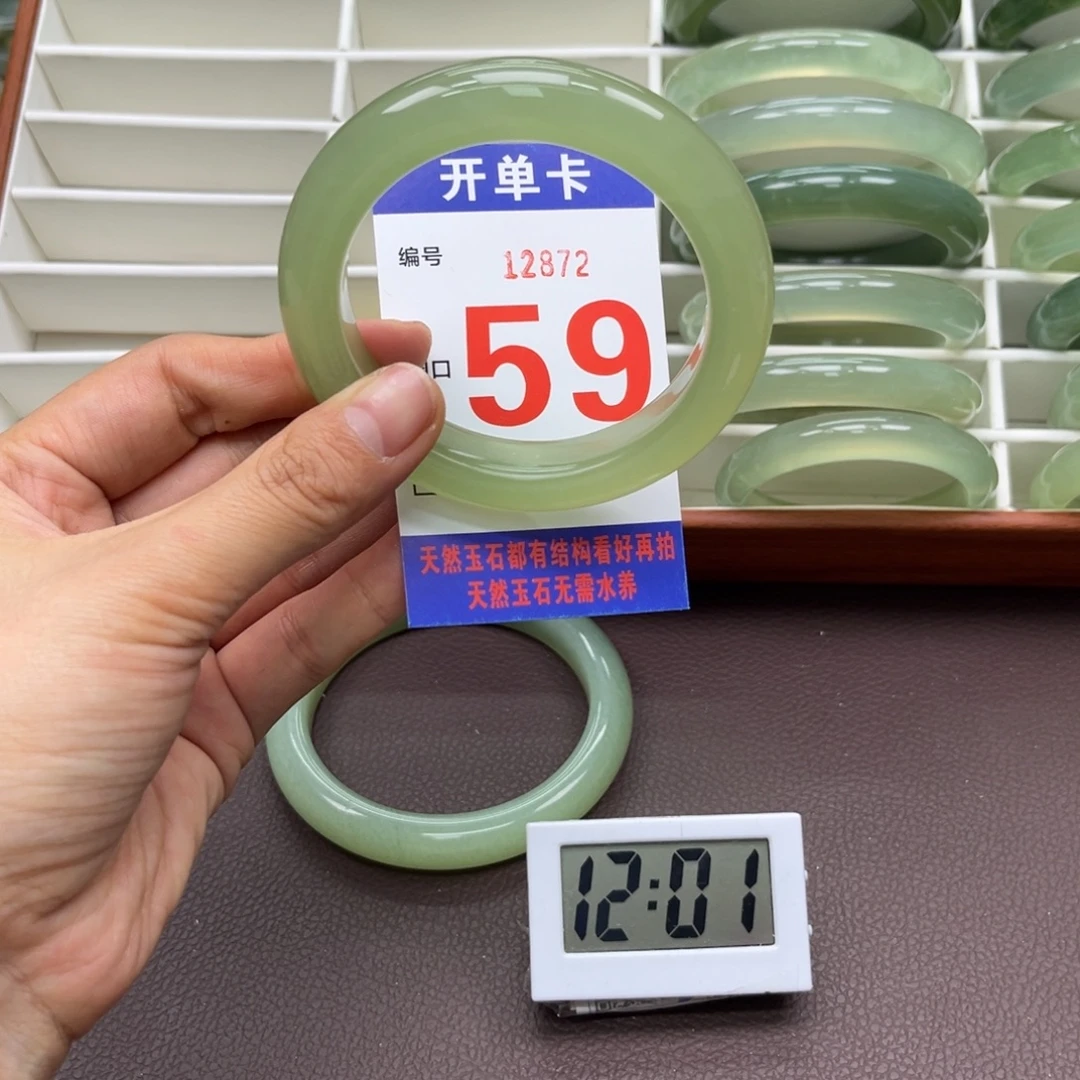 开单卡
编号 12872
口 59
天然玉石都有结构看好再拍
天然玉石无需水养
12:01